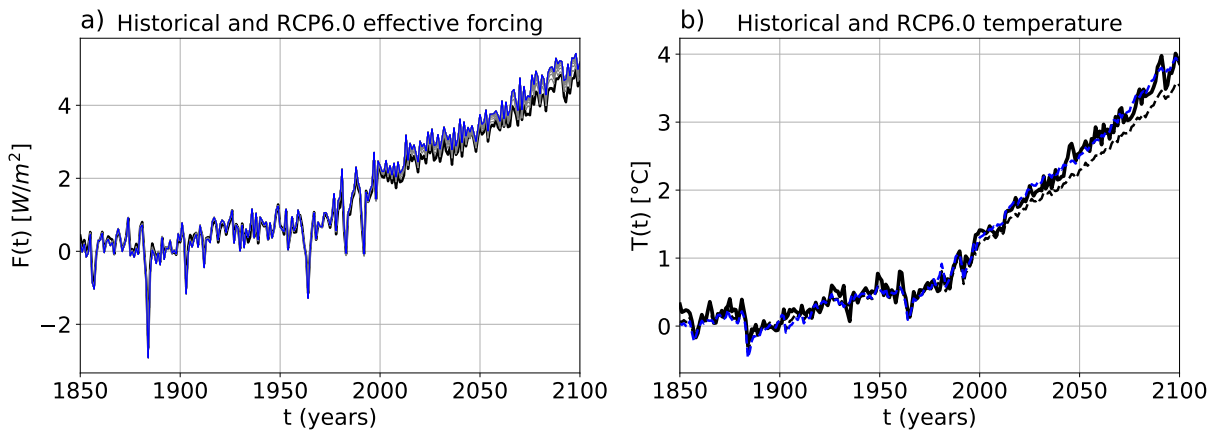 a) Historical and RCP6.0 effective forcing
F(t) [W/m²]
4
2
0
−2
1850 1900 1950 2000 2050 2100
t (years)
b) Historical and RCP6.0 temperature
T(t) [°C]
4
3
2
1
0
1850 1900 1950 2000 2050 2100
t (years)